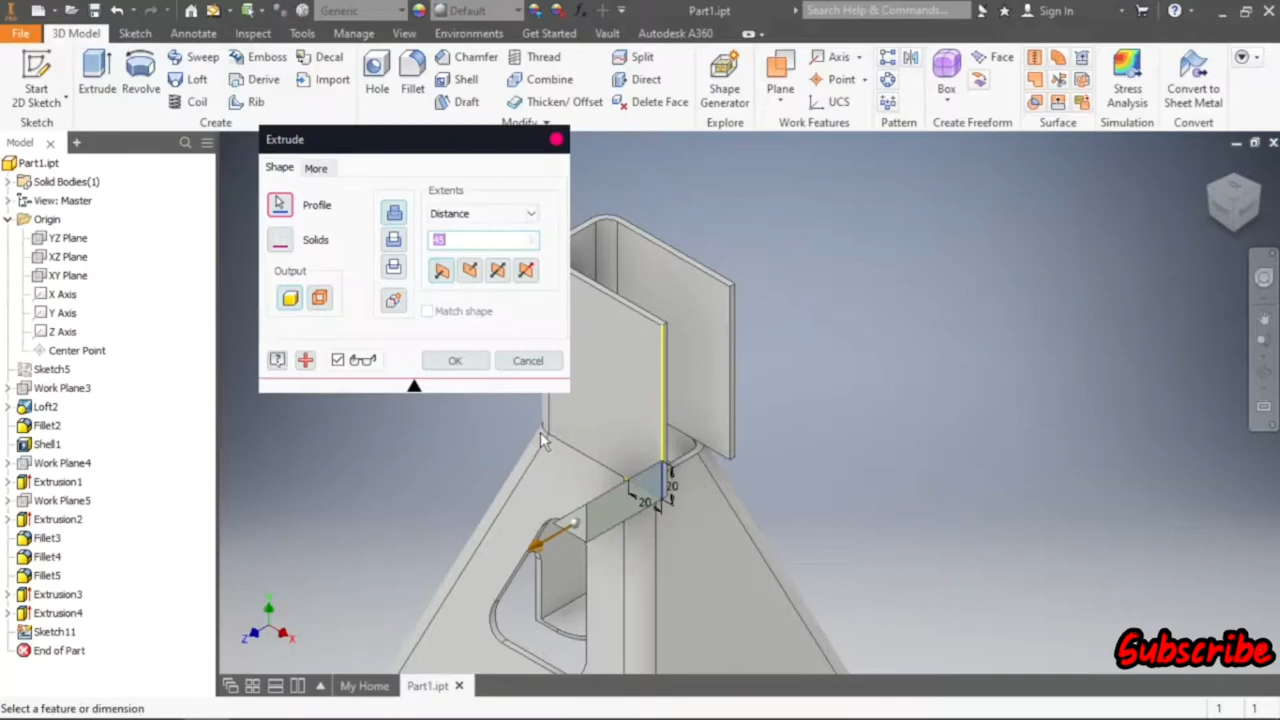 Generic
Default
Part1.ipt
Search Help & Commands...
Sign In
File
3D Model
Sketch
Annotate
Inspect
Tools
Manage
View
Environments
Get Started
Vault
Autodesk A360
Start
2D Sketch
Extrude
Revolve
Sweep
Loft
Coil
Emboss
Derive
Rib
Decal
Import
Hole
Fillet
Chamfer
Shell
Draft
Thread
Combine
Thicken/ Offset
Split
Direct
Delete Face
Shape
Generator
Plane
Axis
Point
UCS
Box
Face
Stress
Analysis
Convert to
Sheet Metal
Sketch
Create
Modify
Explore
Work Features
Pattern
Create Freeform
Surface
Simulation
Convert
Model
Part1.ipt
Solid Bodies(1)
View: Master
Origin
YZ Plane
XZ Plane
XY Plane
X Axis
Y Axis
Z Axis
Center Point
Sketch5
Work Plane3
Loft2
Fillet2
Shell1
Work Plane4
Extrusion1
Work Plane5
Extrusion2
Fillet3
Fillet4
Fillet5
Extrusion3
Extrusion4
Sketch11
End of Part
Extrude
Shape
More
Profile
Solids
Output
Extents
Distance
45
Match shape
OK
Cancel
20
20
Z
X
Subscribe
My Home
Part1.ipt
Select a feature or dimension
1
1